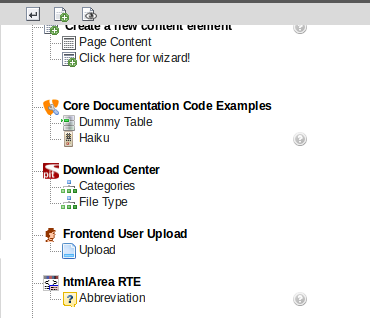 Create a new content element
Page Content
Click here for wizard!
Core Documentation Code Examples
Dummy Table
Haiku
pit
Download Center
Categories
File Type
Frontend User Upload
Upload
htmlArea RTE
Abbreviation